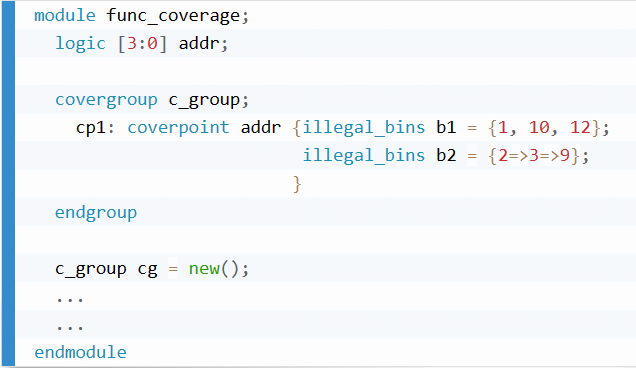 module func_coverage;
  logic [3:0] addr;

  covergroup c_group;
    cp1: coverpoint addr {illegal_bins b1 = {1, 10, 12};
                          illegal_bins b2 = {2=>3=>9};
                         }
  endgroup

  c_group cg = new();
  ...
  ...
endmodule